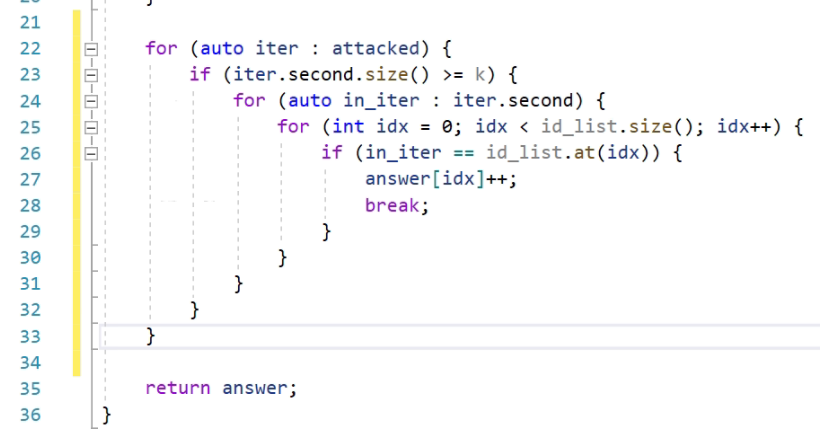 21
22 for (auto iter : attacked) {
23 if (iter.second.size() >= k) {
24 for (auto in_iter : iter.second) {
25 for (int idx = 0; idx < id_list.size(); idx++) {
26 if (in_iter == id_list.at(idx)) {
27 answer[idx]++;
28 break;
29 }
30 }
31 }
32 }
33 }
34
35 return answer;
36 }